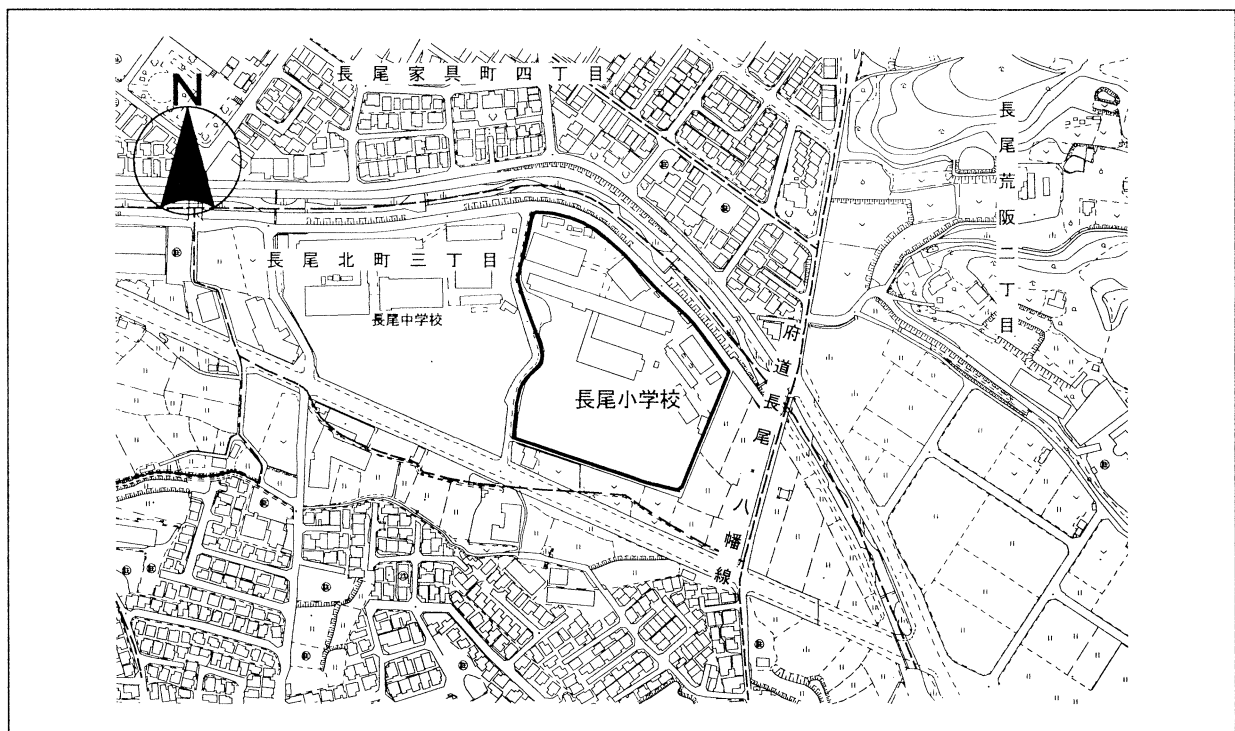 長尾家具町四丁目
N
長尾荒阪二丁目
長尾北町三丁目
長尾中学校
長尾小学校
府道長尾・八幡線